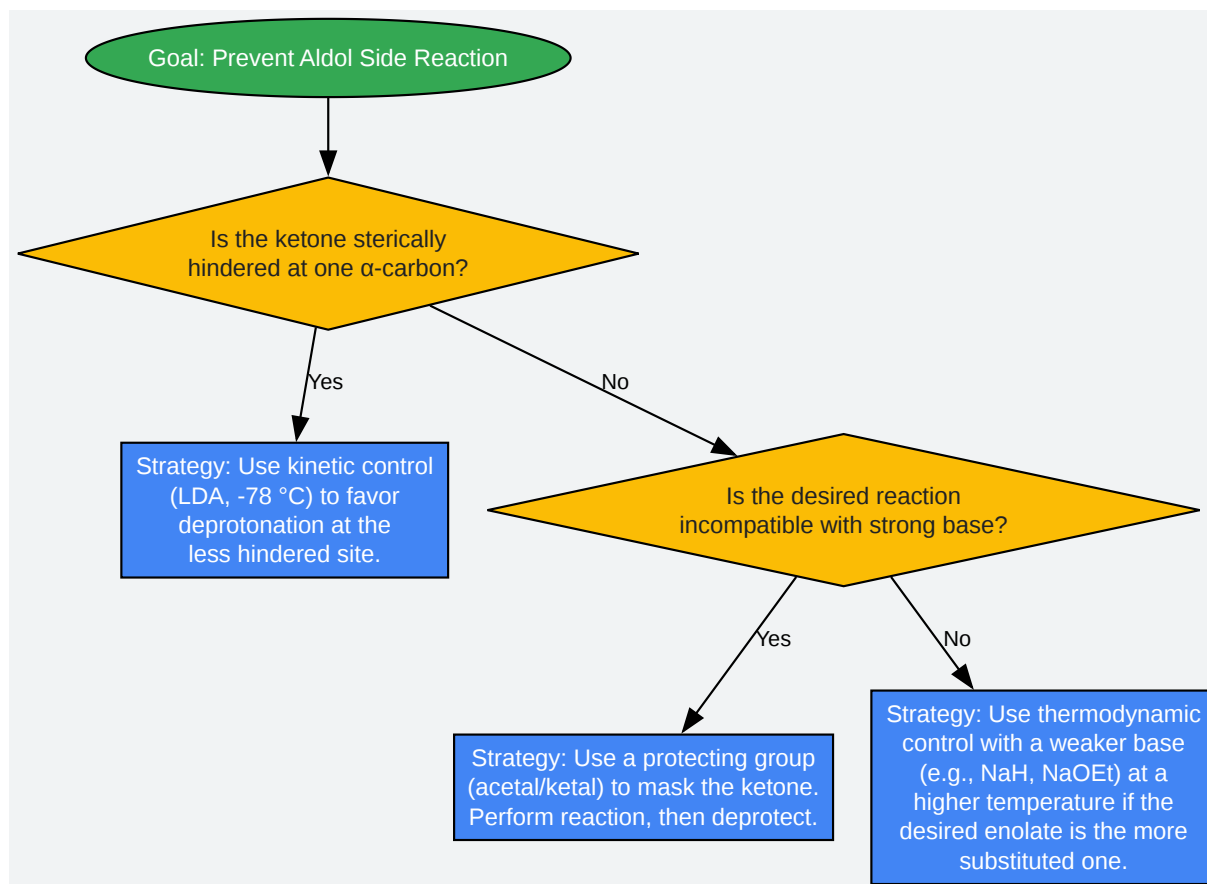 Goal: Prevent Aldol Side Reaction
Is the ketone sterically
hindered at one α-carbon?
Yes
No
Strategy: Use kinetic control
(LDA, -78 °C) to favor
deprotonation at the
less hindered site.
Is the desired reaction
incompatible with strong base?
Yes
No
Strategy: Use a protecting group
(acetal/ketal) to mask the ketone.
Perform reaction, then deprotect.
Strategy: Use thermodynamic
control with a weaker base
(e.g., NaH, NaOEt) at a
higher temperature if the
desired enolate is the more
substituted one.